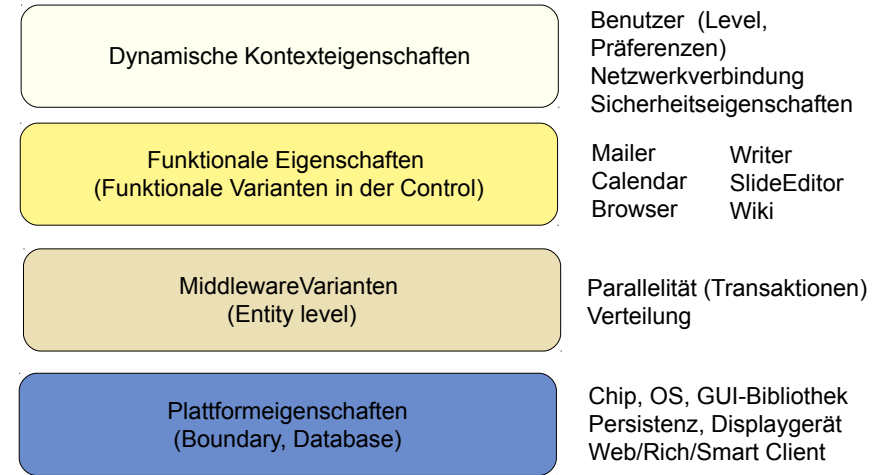 Dynamische Kontexteigenschaften
Benutzer (Level,
Präferenzen)
Netzwerkverbindung
Sicherheitseigenschaften
Funktionale Eigenschaften
(Funktionale Varianten in der Control)
Mailer Writer
Calendar SlideEditor
Browser Wiki
MiddlewareVarianten
(Entity level)
Parallelität (Transaktionen)
Verteilung
Plattformeigenschaften
(Boundary, Database)
Chip, OS, GUI-Bibliothek
Persistenz, Displaygerät
Web/Rich/Smart Client